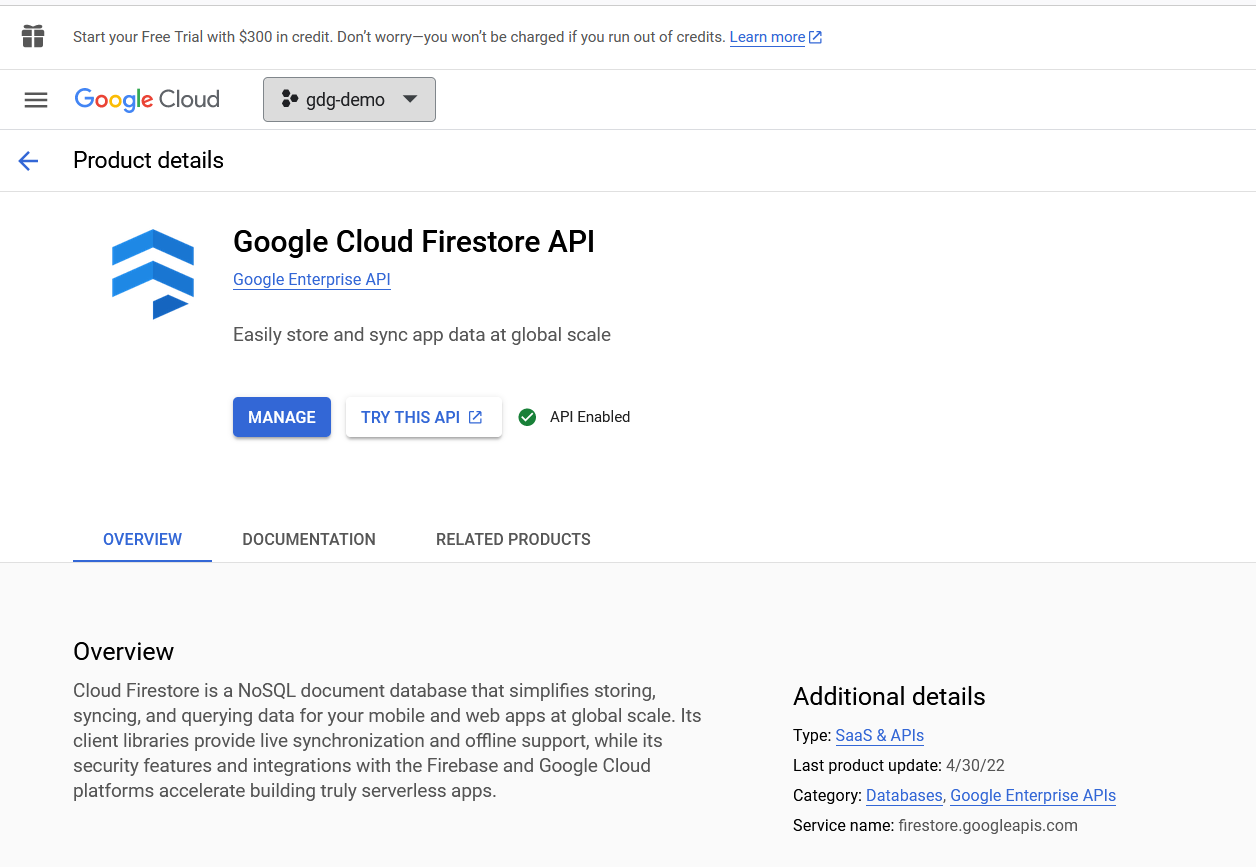 Start your Free Trial with $300 in credit. Don’t worry—you won’t be charged if you run out of credits. Learn more
Google Cloud
gdg-demo
Product details
Google Cloud Firestore API
Google Enterprise API
Easily store and sync app data at global scale
MANAGE
TRY THIS API
API Enabled
OVERVIEW
DOCUMENTATION
RELATED PRODUCTS
Overview
Cloud Firestore is a NoSQL document database that simplifies storing,
syncing, and querying data for your mobile and web apps at global scale. Its
client libraries provide live synchronization and offline support, while its
security features and integrations with the Firebase and Google Cloud
platforms accelerate building truly serverless apps.
Additional details
Type: SaaS & APIs
Last product update: 4/30/22
Category: Databases, Google Enterprise APIs
Service name: firestore.googleapis.com